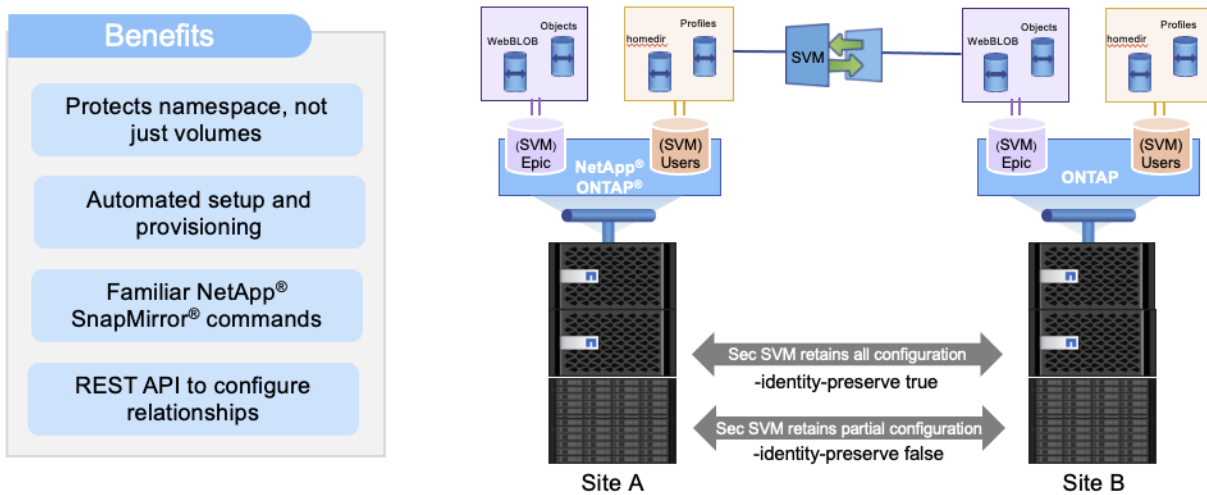 Benefits
Protects namespace, not
just volumes
Automated setup and
provisioning
Familiar NetApp®
SnapMirror® commands
REST API to configure
relationships
Objects
WebBLOB
Profiles
homedir
SVM
Objects
WebBLOB
Profiles
homedir
(SVM)
Epic
(SVM)
Users
NetApp®
ONTAP®
(SVM)
Epic
(SVM)
Users
ONTAP
Sec SVM retains all configuration
-identity-preserve true
Sec SVM retains partial configuration
-identity-preserve false
Site A
Site B